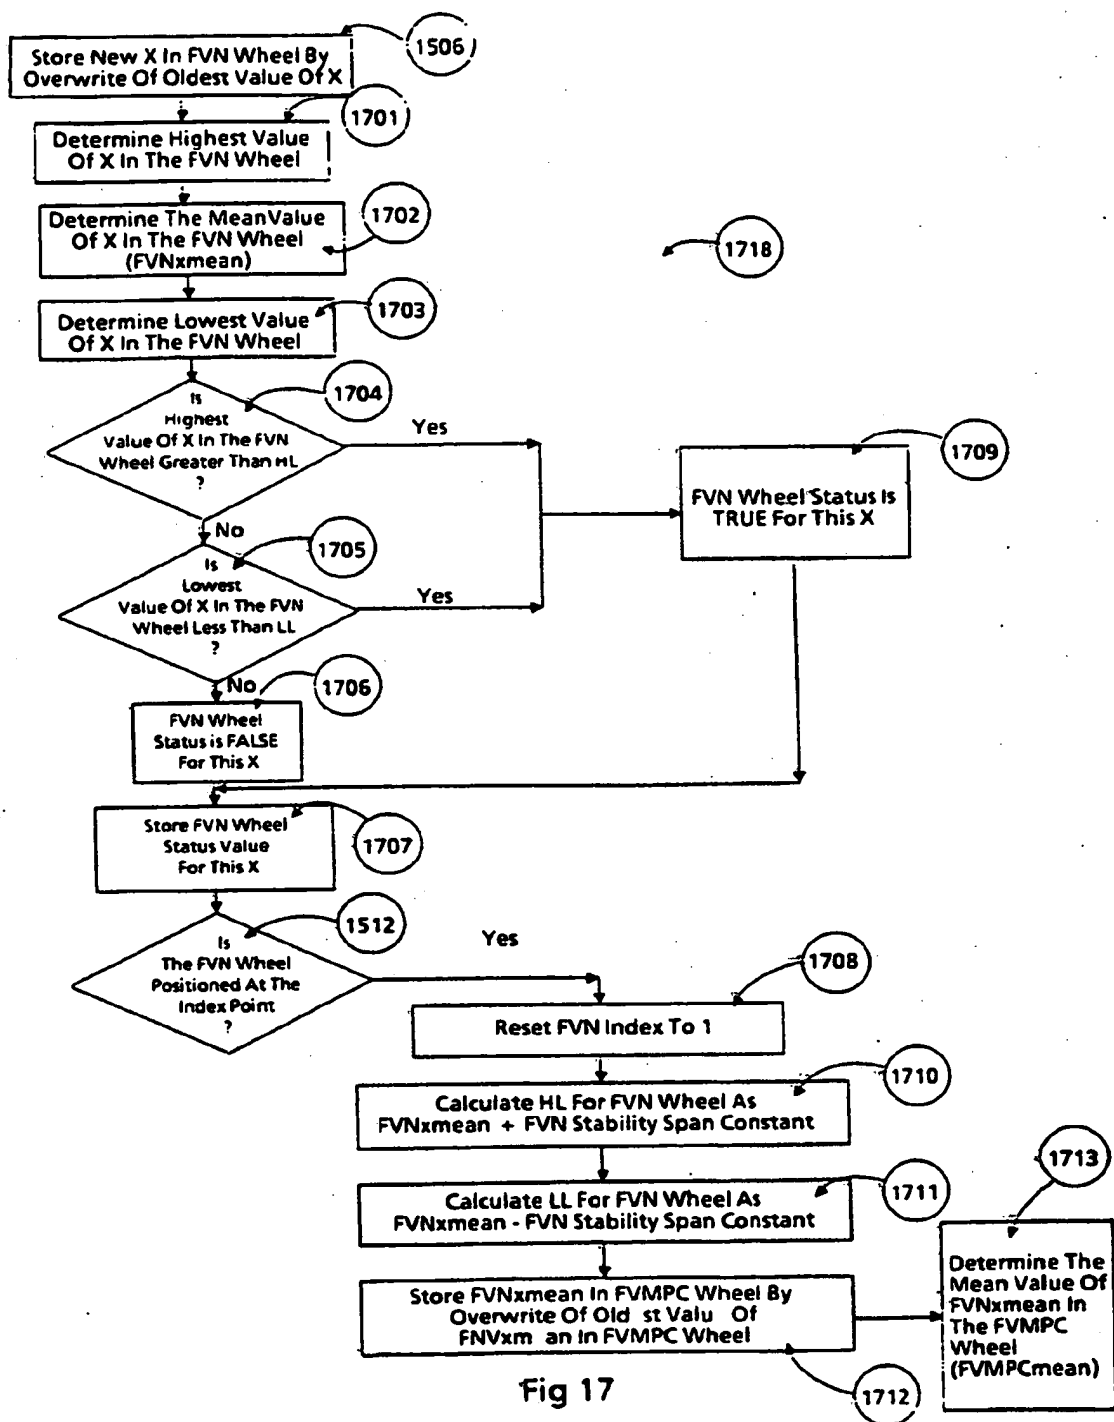 1506
Store New X In FVN Wheel By
Overwrite Of Oldest Value Of X
1701
Determine Highest Value
Of X In The FVN Wheel
1702
Determine The MeanValue
Of X In The FVN Wheel
(FVNxmean)
1718
1703
Determine Lowest Value
Of X In The FVN Wheel
1704
Is
Highest
Value Of X In The FVN
Wheel Greater Than HL
?
Yes
1709
FVN Wheel Status Is
TRUE For This X
No
1705
Is
Lowest
Value Of X In The FVN
Wheel Less Than LL
?
Yes
No
1706
FVN Wheel
Status is FALSE
For This X
Store FVN Wheel
Status Value
For This X
1707
1512
Is
The FVN Wheel
Positioned At The
Index Point
?
Yes
1708
Reset FVN Index To 1
1710
Calculate HL For FVN Wheel As
FVNxmean + FVN Stability Span Constant
1711
Calculate LL For FVN Wheel As
FVNxmean - FVN Stability Span Constant
1713
Determine The
Mean Value Of
FVNxmean In
The FVMPC
Wheel
(FVMPCmean)
Store FVNxmean In FVMPC Wheel By
Overwrite Of Old st Valu Of
FNVxm an In FVMPC Wheel
1712
Fig 17